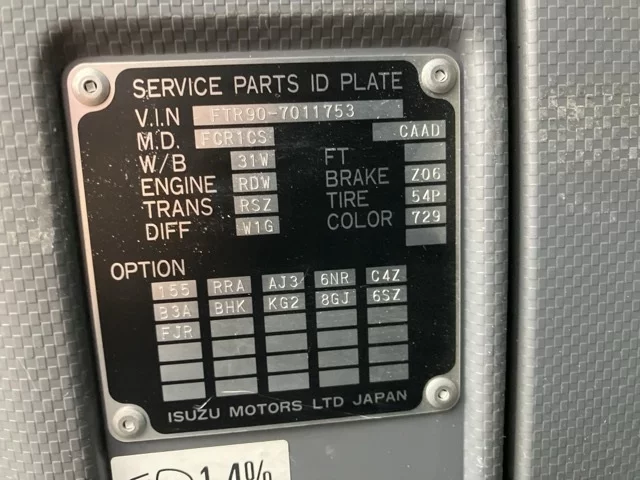 SERVICE PARTS ID PLATE
V.I.N FTR90-7011753
M.D. FCR1CS CAAD
W/B 31W FT
ENGINE RDW BRAKE Z06
TRANS RSZ TIRE 54P
DIFF W1G COLOR 729
OPTION
155 RRA AJ3 6NR C4Z
B3A BHK KG2 8GJ 6SZ
FJR
ISUZU MOTORS LTD JAPAN
14%